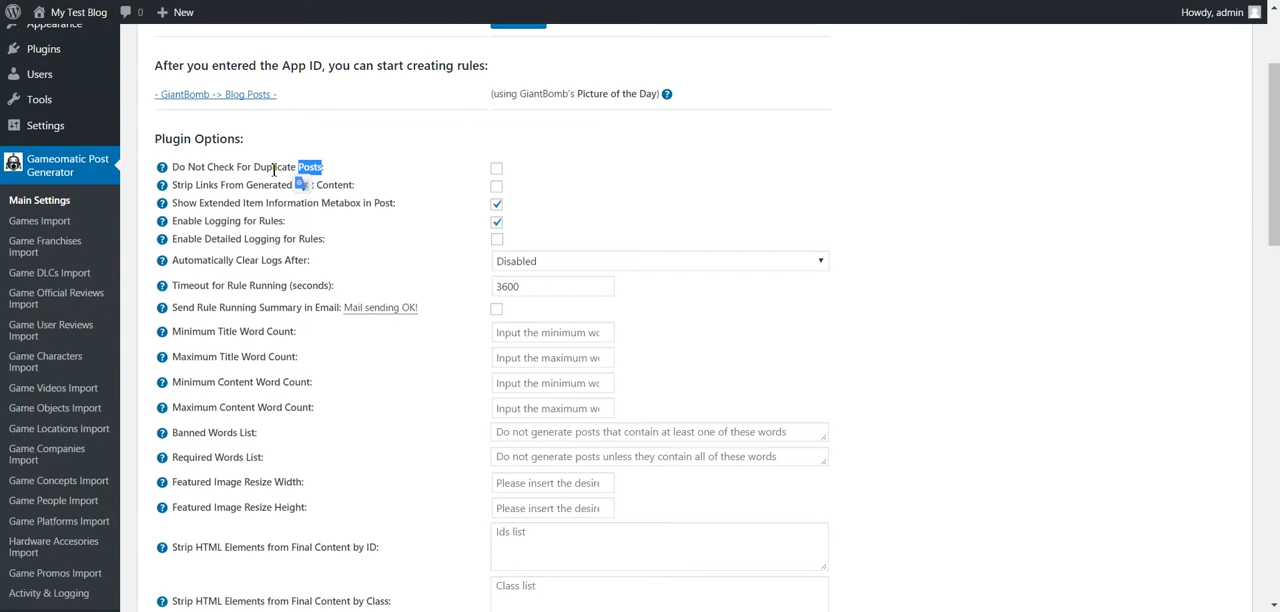 My Test Blog
0
New
Howdy, admin
Appearance
Plugins
Users
Tools
Settings
Gameomatic Post
Generator
Main Settings
Games Import
Game Franchises
Import
Game DLCs Import
Game Official Reviews
Import
Game User Reviews
Import
Game Characters
Import
Game Videos Import
Game Objects Import
Game Locations Import
Game Companies
Import
Game Concepts Import
Game People Import
Game Platforms Import
Hardware Accesories
Import
Game Promos Import
Activity & Logging
After you entered the App ID, you can start creating rules:
- GiantBomb -> Blog Posts -
(using GiantBomb's Picture of the Day)
Plugin Options:
Do Not Check For Duplicate Posts:
Strip Links From Generated Content:
Show Extended Item Information Metabox in Post:
Enable Logging for Rules:
Enable Detailed Logging for Rules:
Automatically Clear Logs After:
Disabled
Timeout for Rule Running (seconds):
3600
Send Rule Running Summary in Email: Mail sending OK!
Minimum Title Word Count:
Input the minimum wo
Maximum Title Word Count:
Input the maximum wo
Minimum Content Word Count:
Input the minimum wo
Maximum Content Word Count:
Input the maximum wo
Banned Words List:
Do not generate posts that contain at least one of these words
Required Words List:
Do not generate posts unless they contain all of these words
Featured Image Resize Width:
Please insert the desire
Featured Image Resize Height:
Please insert the desire
Strip HTML Elements from Final Content by ID:
Ids list
Strip HTML Elements from Final Content by Class:
Class list